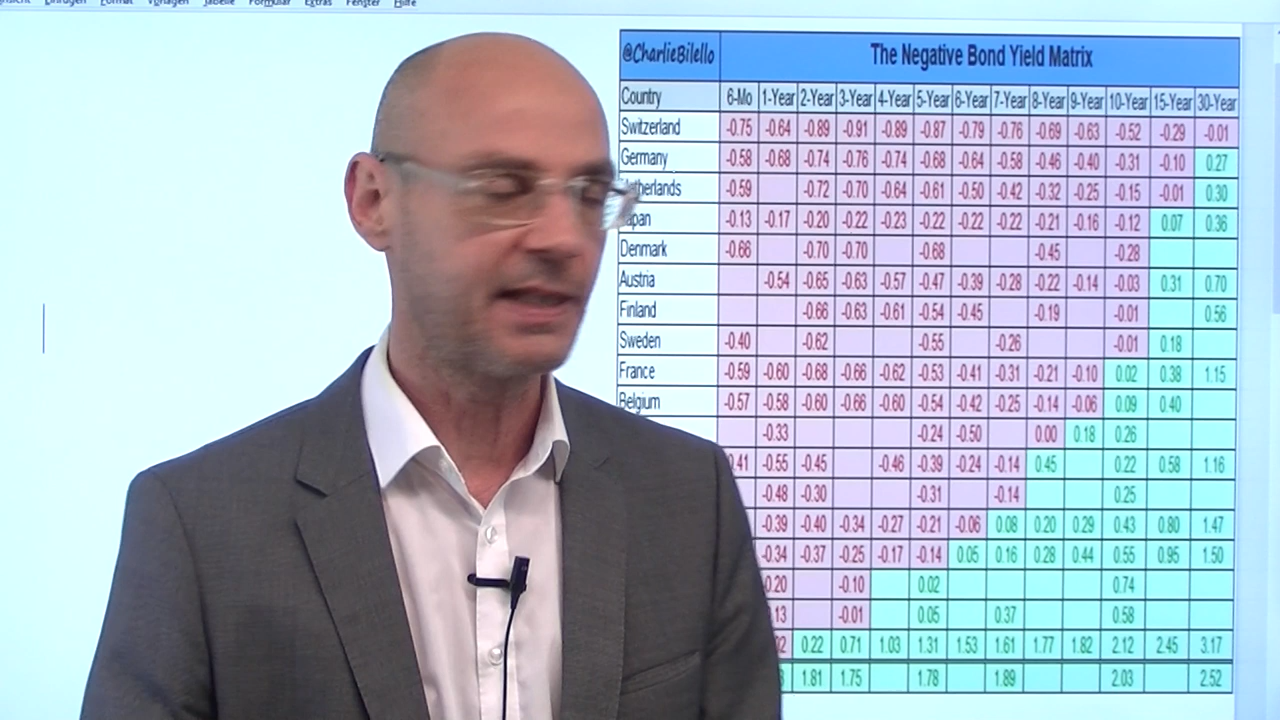 Einfügen Format Vorlagen Tabelle Formular Extras Fenster Hilfe
@CharlieBilello The Negative Bond Yield Matrix
Country 6-Mo 1-Year 2-Year 3-Year 4-Year 5-Year 6-Year 7-Year 8-Year 9-Year 10-Year 15-Year 30-Year
Switzerland -0.75 -0.64 -0.89 -0.91 -0.89 -0.87 -0.79 -0.76 -0.69 -0.63 -0.52 -0.29 -0.01
Germany -0.58 -0.68 -0.74 -0.76 -0.74 -0.68 -0.64 -0.58 -0.46 -0.40 -0.31 -0.10 0.27
etherlands -0.59 -0.72 -0.70 -0.64 -0.61 -0.50 -0.42 -0.32 -0.25 -0.15 -0.01 0.30
apan -0.13 -0.17 -0.20 -0.22 -0.23 -0.22 -0.22 -0.22 -0.21 -0.16 -0.12 0.07 0.36
Denmark -0.66 -0.70 -0.70 -0.68 -0.45 -0.28
Austria -0.54 -0.65 -0.63 -0.57 -0.47 -0.39 -0.28 -0.22 -0.14 -0.03 0.31 0.70
Finland -0.66 -0.63 -0.61 -0.54 -0.45 -0.19 -0.01 0.56
Sweden -0.40 -0.62 -0.55 -0.26 -0.01 0.18
France -0.59 -0.60 -0.68 -0.66 -0.62 -0.53 -0.41 -0.31 -0.21 -0.10 0.02 0.38 1.15
Belgium -0.57 -0.58 -0.60 -0.66 -0.60 -0.54 -0.42 -0.25 -0.14 -0.06 0.09 0.40
-0.33 -0.24 -0.50 0.00 0.18 0.26
0.41 -0.55 -0.45 -0.46 -0.39 -0.24 -0.14 0.45 0.22 0.58 1.16
-0.48 -0.30 -0.31 -0.14 0.25
-0.39 -0.40 -0.34 -0.27 -0.21 -0.06 0.08 0.20 0.29 0.43 0.80 1.47
-0.34 -0.37 -0.25 -0.17 -0.14 0.05 0.16 0.28 0.44 0.55 0.95 1.50
0.20 -0.10 0.02 0.74
.13 -0.01 0.05 0.37 0.58
2 0.22 0.71 1.03 1.31 1.53 1.61 1.77 1.82 2.12 2.45 3.17
1.81 1.75 1.78 1.89 2.03 2.52